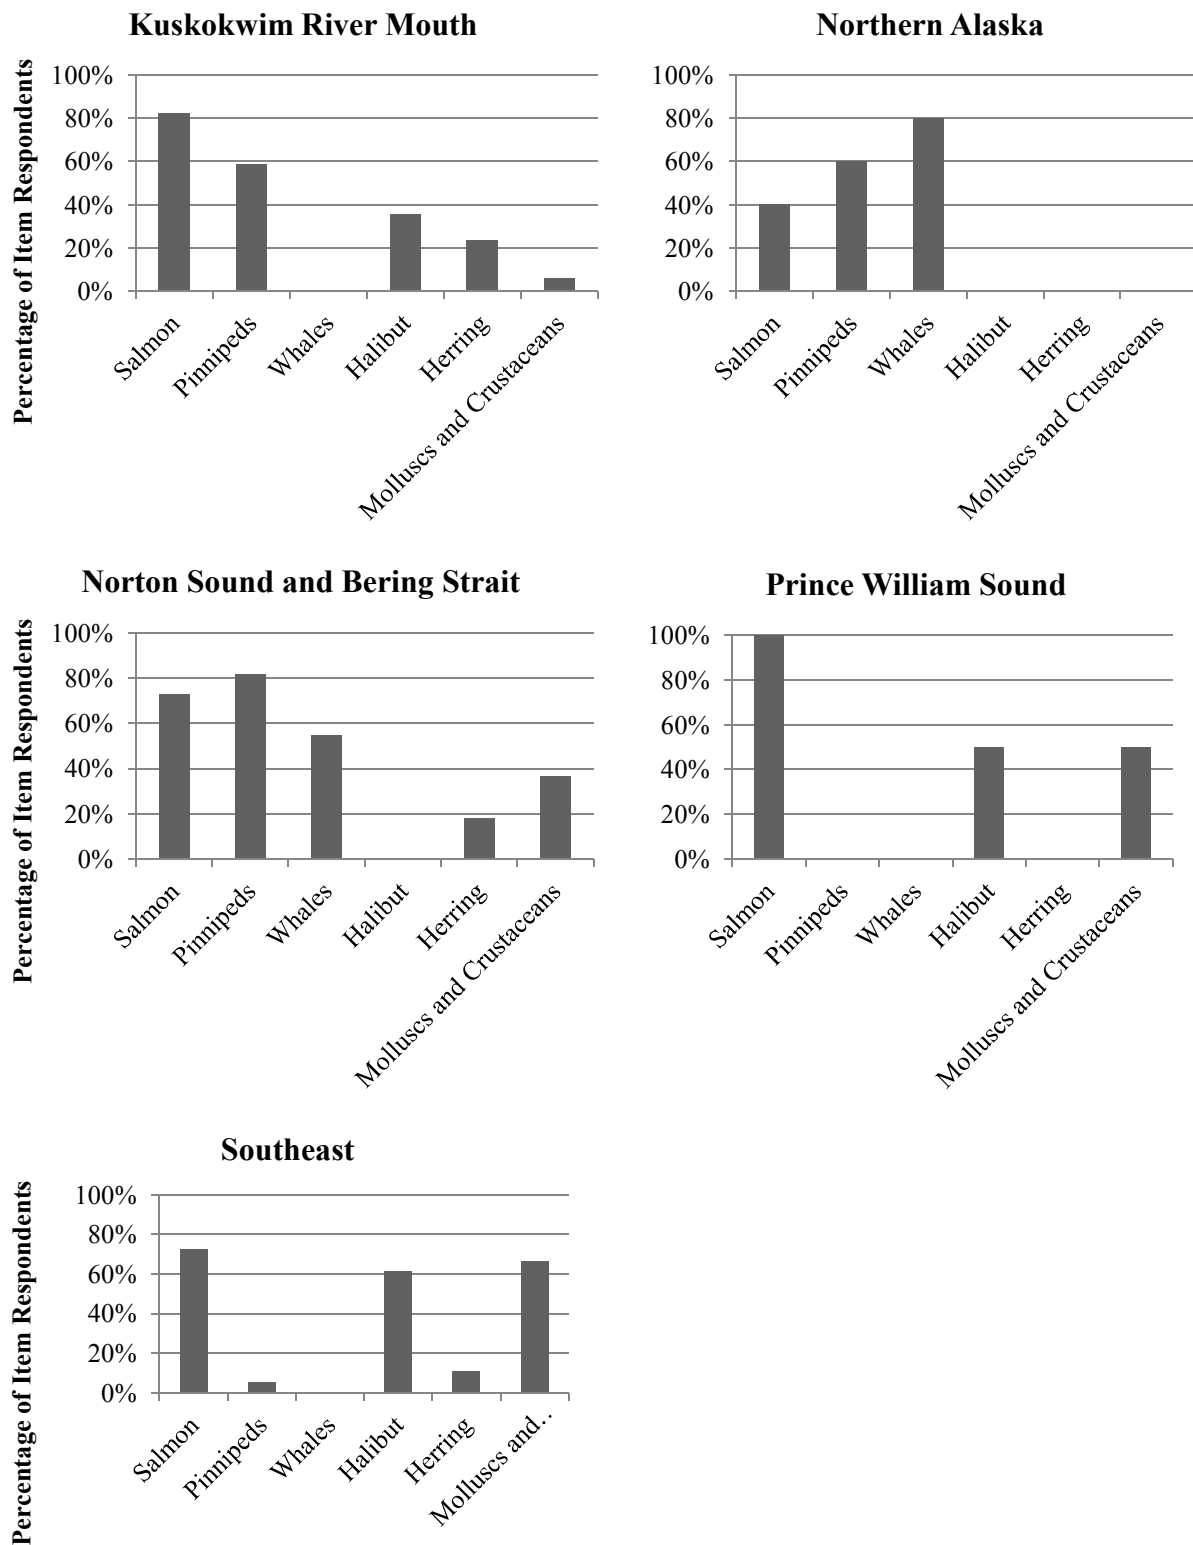 Kuskokwim River Mouth
Percentage of Item Respondents
100%
80%
60%
40%
20%
0%
Salmon
Pinnipeds
Whales
Halibut
Herring
Molluscs and Crustaceans
Northern Alaska
100%
80%
60%
40%
20%
0%
Salmon
Pinnipeds
Whales
Halibut
Herring
Molluscs and Crustaceans
Norton Sound and Bering Strait
Percentage of Item Respondents
100%
80%
60%
40%
20%
0%
Salmon
Pinnipeds
Whales
Halibut
Herring
Molluscs and Crustaceans
Prince William Sound
100%
80%
60%
40%
20%
0%
Salmon
Pinnipeds
Whales
Halibut
Herring
Molluscs and Crustaceans
Southeast
Percentage of Item Respondents
100%
80%
60%
40%
20%
0%
Salmon
Pinnipeds
Whales
Halibut
Herring
Molluscs and..